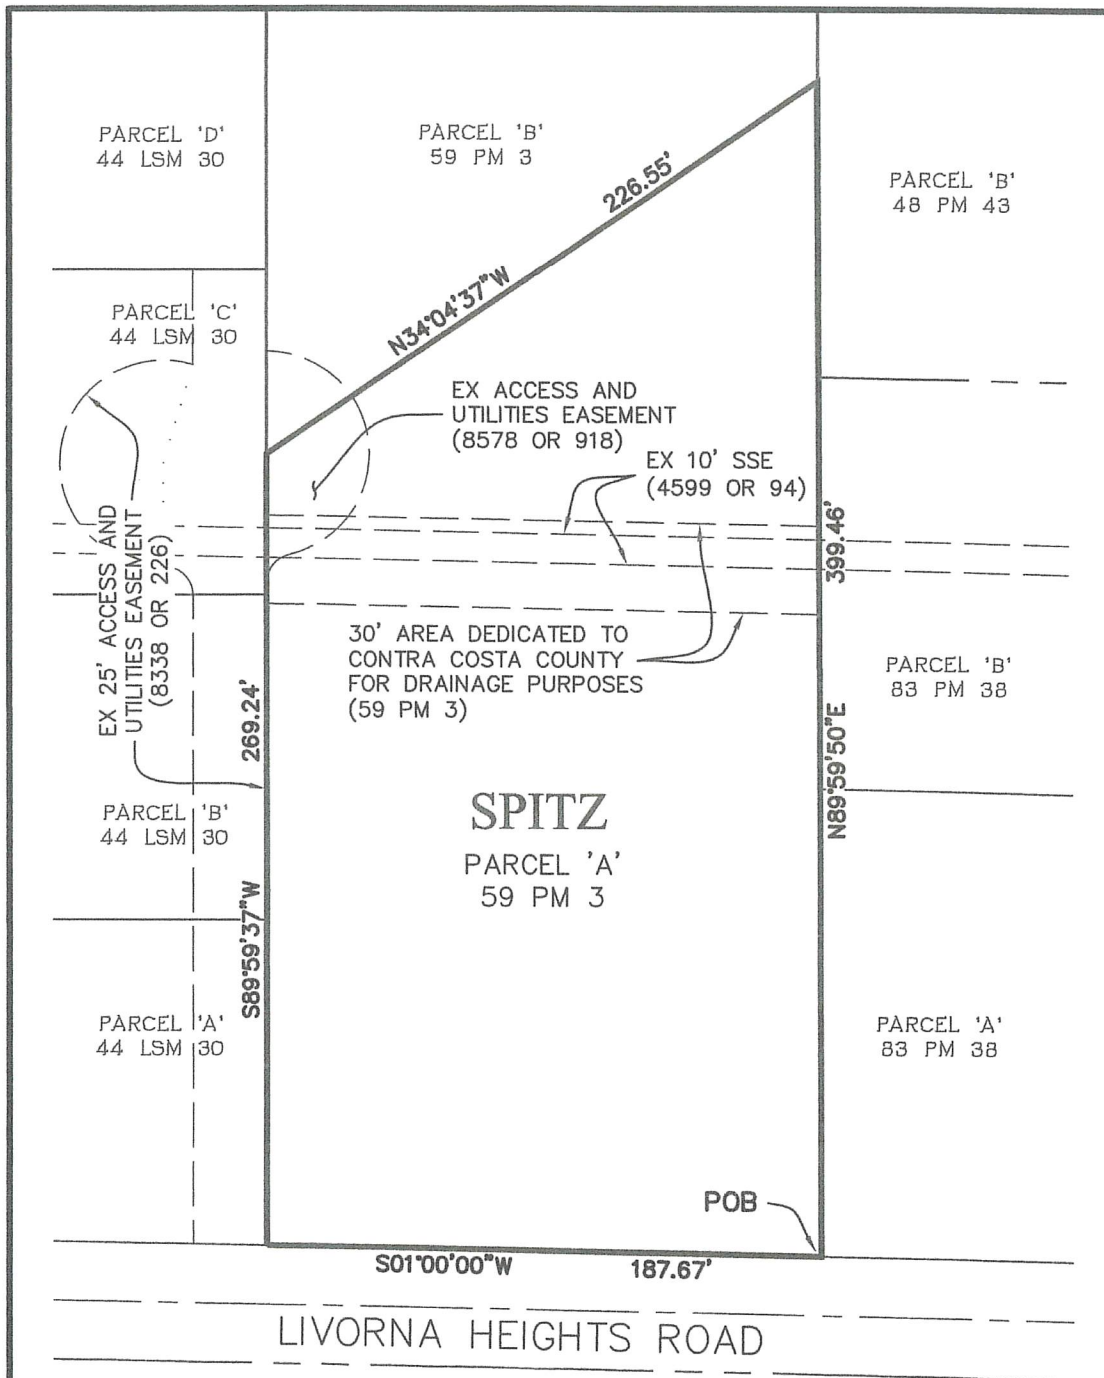 PARCEL 'D'
44 LSM 30
PARCEL 'B'
59 PM 3
PARCEL 'B'
48 PM 43
226.55'
N34°04'37"W
PARCEL 'C'
44 LSM 30
EX ACCESS AND
UTILITIES EASEMENT
(8578 OR 918)
EX 10' SSE
(4599 OR 94)
399.46'
N89°59'50"E
EX 25' ACCESS AND
UTILITIES EASEMENT
(8338 OR 226)
30' AREA DEDICATED TO
CONTRA COSTA COUNTY
FOR DRAINAGE PURPOSES
(59 PM 3)
PARCEL 'B'
83 PM 38
269.24'
S89°59'37"W
PARCEL 'B'
44 LSM 30
SPITZ
PARCEL 'A'
59 PM 3
PARCEL 'A'
44 LSM 30
PARCEL 'A'
83 PM 38
POB
S01°00'00"W 187.67'
LIVORNA HEIGHTS ROAD